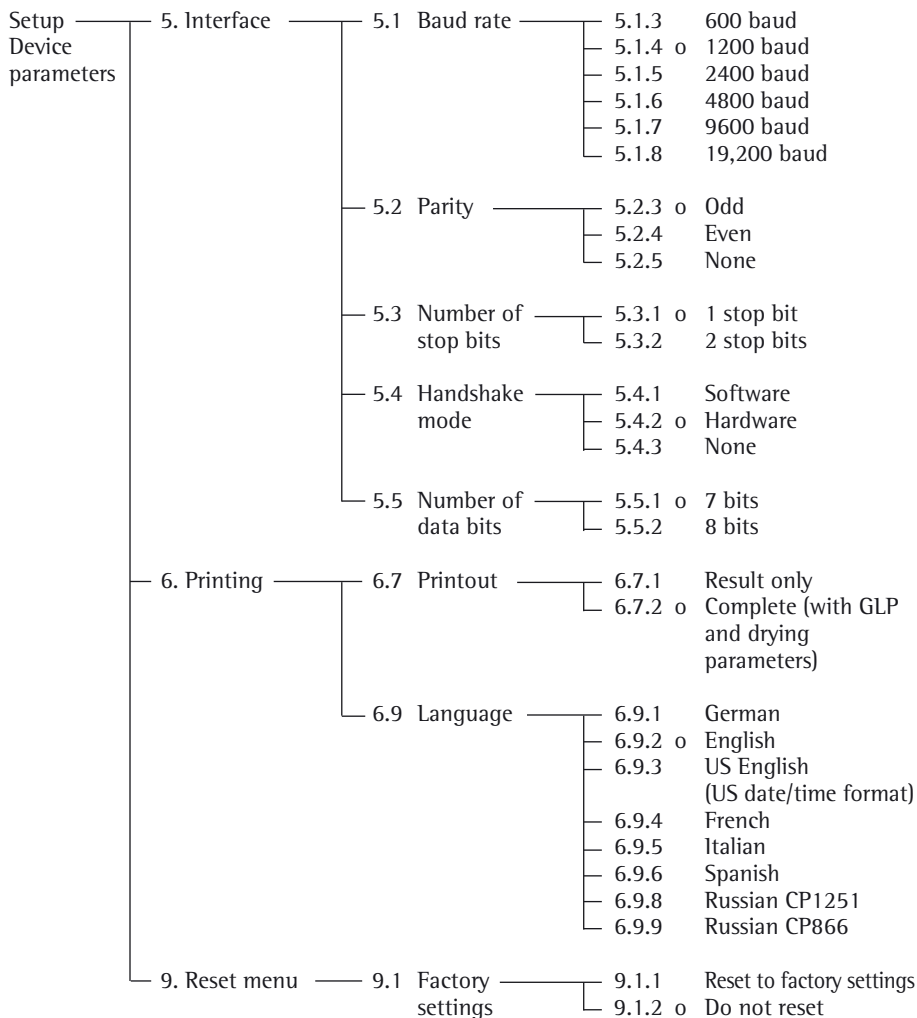 Setup 5. Interface 5.1 Baud rate 5.1.3 600 baud
Device 5.1.4 o 1200 baud
parameters 5.1.5 2400 baud
5.1.6 4800 baud
5.1.7 9600 baud
5.1.8 19,200 baud
5.2 Parity 5.2.3 o Odd
5.2.4 Even
5.2.5 None
5.3 Number of 5.3.1 o 1 stop bit
stop bits 5.3.2 2 stop bits
5.4 Handshake 5.4.1 Software
mode 5.4.2 o Hardware
5.4.3 None
5.5 Number of 5.5.1 o 7 bits
data bits 5.5.2 8 bits
6. Printing 6.7 Printout 6.7.1 Result only
6.7.2 o Complete (with GLP
and drying
parameters)
6.9 Language 6.9.1 German
6.9.2 o English
6.9.3 US English
(US date/time format)
6.9.4 French
6.9.5 Italian
6.9.6 Spanish
6.9.8 Russian CP1251
6.9.9 Russian CP866
9. Reset menu 9.1 Factory 9.1.1 Reset to factory settings
settings 9.1.2 o Do not reset